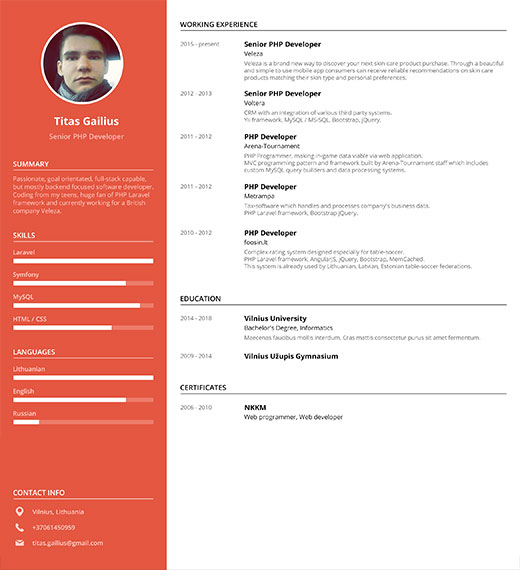 Titas Gailius
Senior PHP Developer
SUMMARY
Passionate, goal orientated, full-stack capable,
but mostly backend focused software developer.
Coding from my teens, huge fan of PHP Laravel
framework and currently working for a British
company Veleza.
SKILLS
Laravel
Symfony
MySQL
HTML / CSS
LANGUAGES
Lithuanian
English
Russian
CONTACT INFO
Vilnius, Lithuania
+37061450959
titas.gailius@gmail.com
WORKING EXPERIENCE
2015 - present
Senior PHP Developer
Veleza
Veleza is a brand new way to discover your next skin care product purchase. Through a beautiful
and simple to use mobile app consumers can receive reliable recommendations on skin care
products matching their skin type and personal preferences.
2012 - 2013
Senior PHP Developer
Voltera
CRM with an integration of various third party systems.
Yii framework, MySQL / MS-SQL, Bootstrap, jQuery.
2011 - 2012
PHP Developer
Arena-Tournament
PHP Programmer, making in-game data viable via web application.
MVC programming pattern and framework built by Arena-Tournament staff which includes
custom MySQL query builders and data processing systems.
2011 - 2012
PHP Developer
Metrampa
Tax-software which handles and processes company's business data.
PHP Laravel framework, Bootstrap, jQuery.
2010 - 2012
PHP Developer
foosin.lt
Complex rating system designed especially for table-soccer.
PHP Laravel framework, AngularJS, jQuery, Bootstrap, MemCached.
This system is already used by Lithuanian, Latvian, Estonian table-soccer federations.
EDUCATION
2014 - 2018
Vilnius University
Bachelor's Degree, Informatics
Maecenas faucibus mollis interdum. Cras mattis consectetur purus sit amet fermentum.
2009 - 2014
Vilnius Užupis Gymnasium
CERTIFICATES
2006 - 2010
NKKM
Web programmer, Web developer